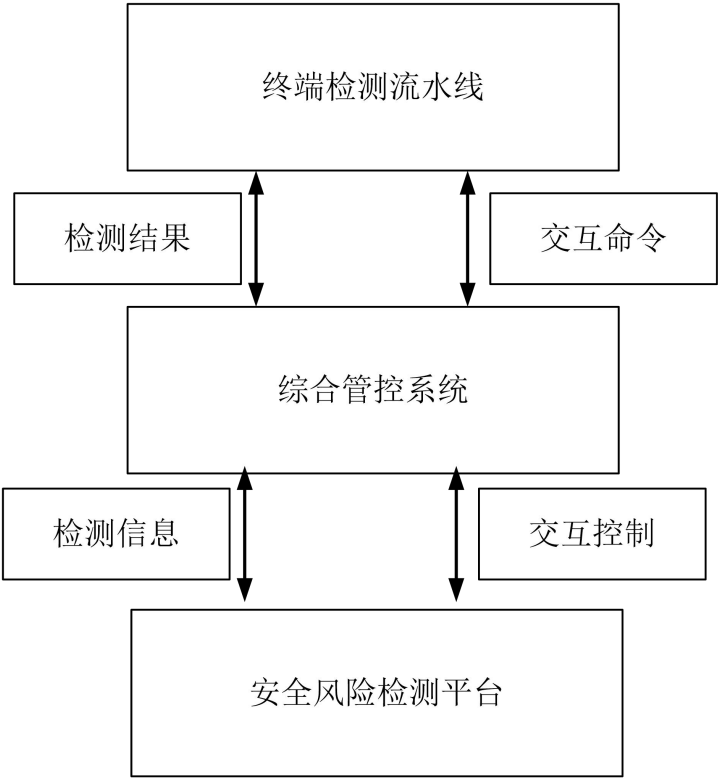 终端检测流水线
检测结果
交互命令
综合管控系统
检测信息
交互控制
安全风险检测平台